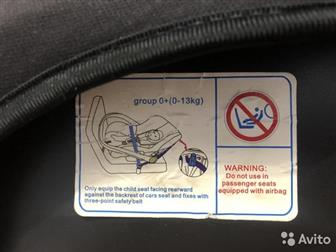 group 0+(0-13kg)
Only equip the child seat facing rearward
against the backrest of cars seat and fixes with
three-point safety belt
WARNING:
Do not use in
passenger seats
equipped with airbag
Avito